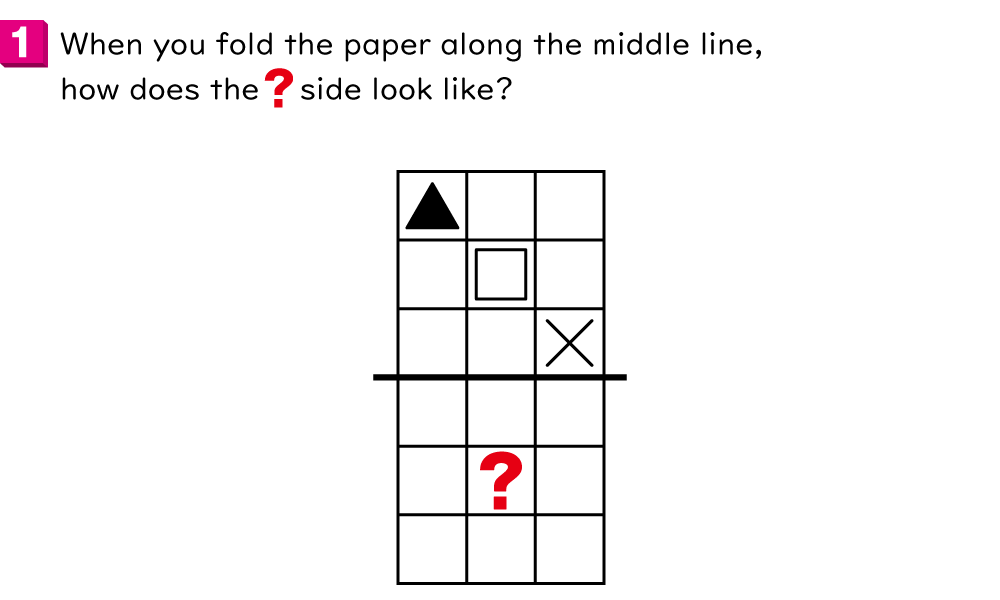 1 When you fold the paper along the middle line,
how does the ? side look like?
?